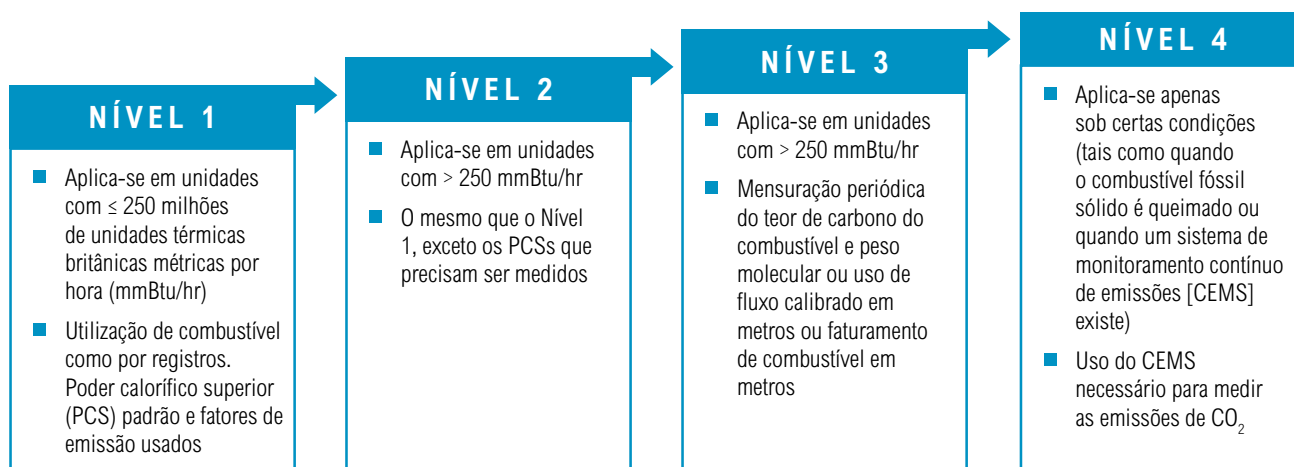 NÍVEL 1
Aplica-se em unidades
com ≤ 250 milhões
de unidades térmicas
britânicas métricas por
hora (mmBtu/hr)
Utilização de combustível
como por registros.
Poder calorífico superior
(PCS) padrão e fatores de
emissão usados
NÍVEL 2
Aplica-se em unidades
com > 250 mmBtu/hr
O mesmo que o Nível
1, exceto os PCSs que
precisam ser medidos
NÍVEL 3
Aplica-se em unidades
com > 250 mmBtu/hr
Mensuração periódica
do teor de carbono do
combustível e peso
molecular ou uso de
fluxo calibrado em
metros ou faturamento
de combustível em
metros
NÍVEL 4
Aplica-se apenas
sob certas condições
(tais como quando
o combustível fóssil
sólido é queimado ou
quando um sistema de
monitoramento contínuo
de emissões [CEMS]
existe)
Uso do CEMS
necessário para medir
as emissões de CO₂